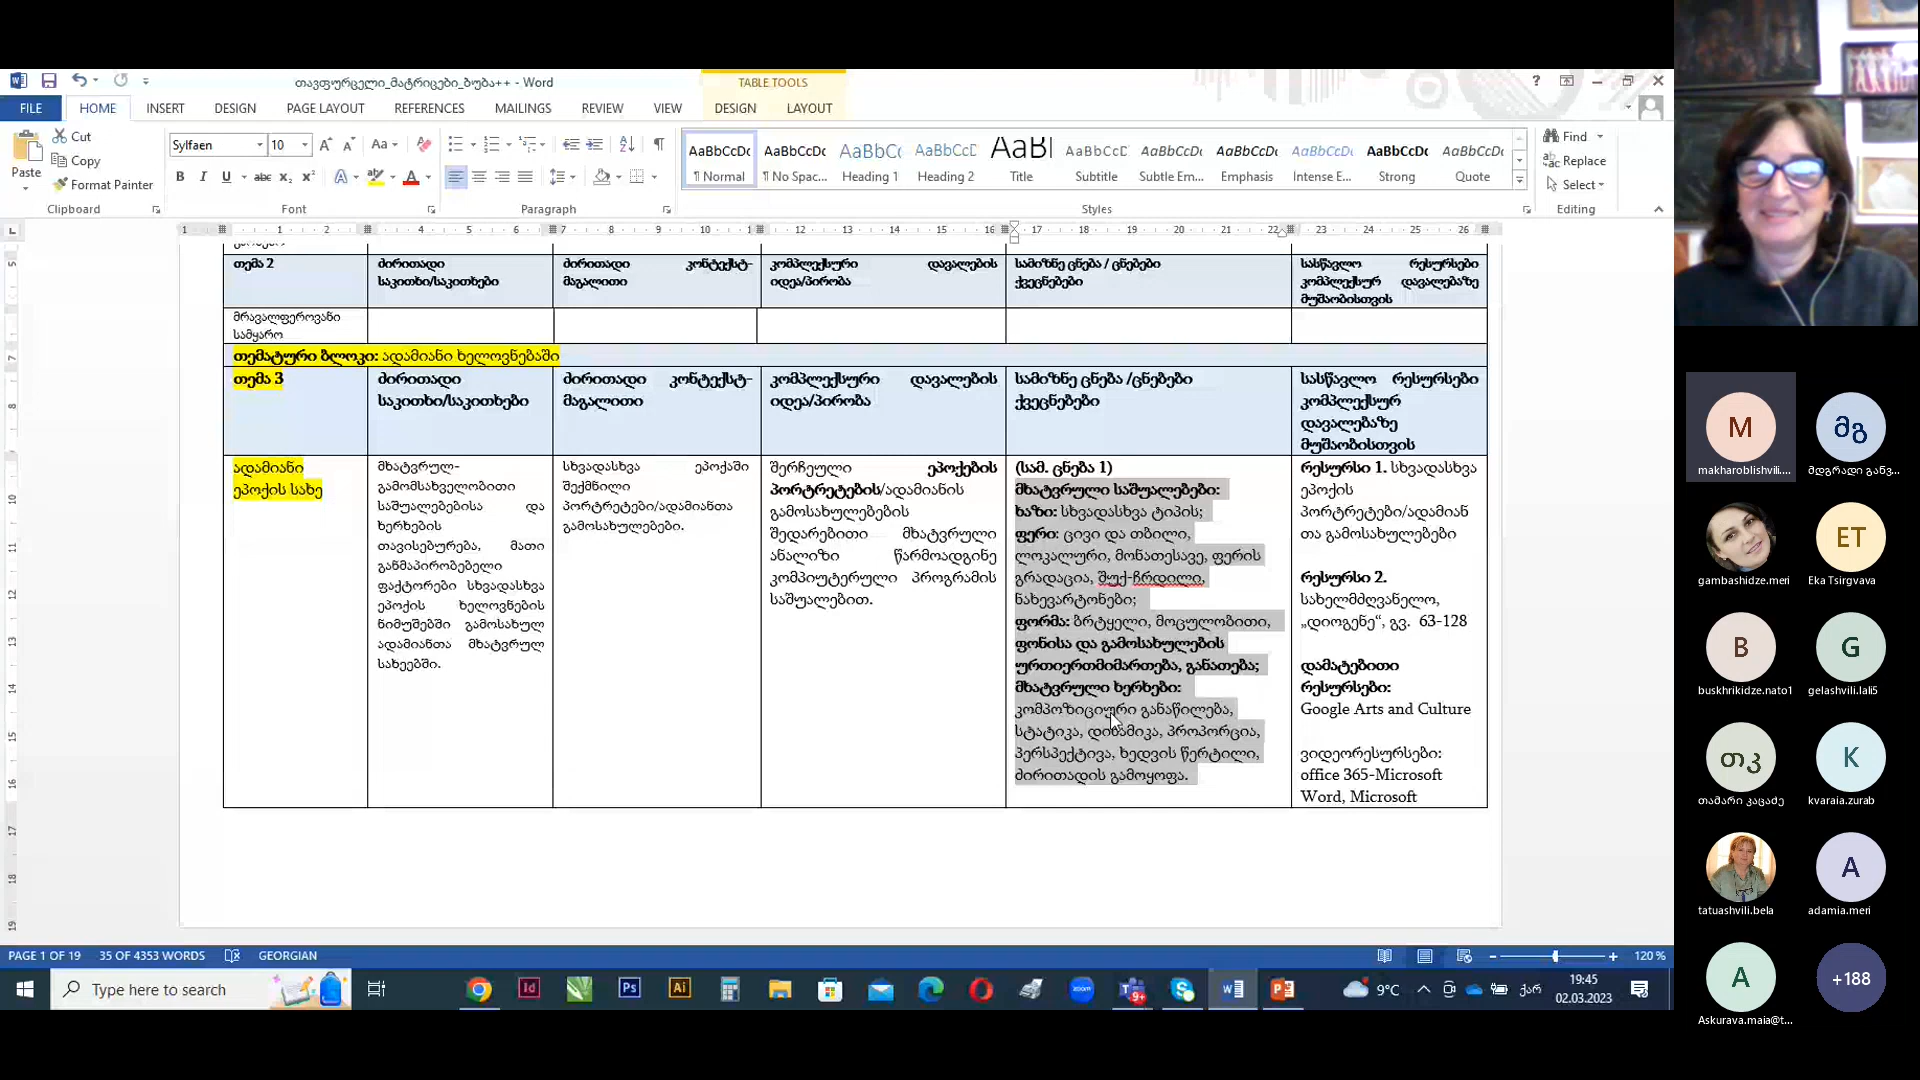 თავფურცელი_მატრიცები_ბუბა++ - Word
TABLE TOOLS
FILE HOME INSERT DESIGN PAGE LAYOUT REFERENCES MAILINGS REVIEW VIEW DESIGN LAYOUT
Paste
Cut
Copy
Format Painter
Clipboard
Sylfaen 10
Font
Paragraph
AaBbCcDc AaBbCcDc AaBbCc AaBbCcD AaBl AaBbCcD AaBbCcDc AaBbCcDc AaBbCcDc AaBbCcDc AaBbCcDc
¶ Normal ¶ No Spac... Heading 1 Heading 2 Title Subtitle Subtle Em... Emphasis Intense E... Strong Quote
Styles
Find
Replace
Select
Editing
თემა 2
ძირითადი
საკითხი/საკითხები
ძირითადი კონტექსტ-
მაგალითი
კომპლექსური დავალების
იდეა/პირობა
სამიზნე ცნება / ცნებები
ქვეცნებები
სასწავლო რესურსები
კომპლექსურ დავალებაზე
მუშაობისთვის
მრავალფეროვანი
სამყარო
თემატური ბლოკი: ადამიანი ხელოვნებაში
თემა 3
ძირითადი
საკითხი/საკითხები
ძირითადი კონტექსტ-
მაგალითი
კომპლექსური დავალების
იდეა/პირობა
სამიზნე ცნება /ცნებები
ქვეცნებები
სასწავლო რესურსები
კომპლექსურ
დავალებაზე
მუშაობისთვის
ადამიანი
ეპოქის სახე
მხატვრულ-
გამომსახველობითი
საშუალებებისა და
ხერხების
თავისებურება, მათი
განმაპირობებელი
ფაქტორები სხვადასხვა
ეპოქის ხელოვნების
ნიმუშებში გამოსახულ
ადამიანთა მხატვრულ
სახეებში.
სხვადასხვა ეპოქაში
შექმნილი
პორტრეტები/ადამიანთა
გამოსახულებები.
შერჩეული ეპოქების
პორტრეტების/ადამიანის
გამოსახულებების
შედარებითი მხატვრული
ანალიზი წარმოადგინე
კომპიუტერული პროგრამის
საშუალებით.
(სამ. ცნება 1)
მხატვრული საშუალებები:
ხაზი: სხვადასხვა ტიპის;
ფერი: ცივი და თბილი,
ლოკალური, მონათესავე, ფერის
გრადაცია, შუქ-ჩრდილი,
ნახევარტონები;
ფორმა: ბრტყელი, მოცულობითი,
ფონისა და გამოსახულების
ურთიერთმიმართება, განათება;
მხატვრული ხერხები:
კომპოზიციური განაწილება,
სტატიკა, დინამიკა, პროპორცია,
პერსპექტივა, ხედვის წერტილი,
ძირითადის გამოყოფა.
რესურსი 1. სხვადასხვა
ეპოქის
პორტრეტები/ადამიან
თა გამოსახულებები
რესურსი 2.
სახელმძღვანელო,
„დიოგენე“, გვ. 63-128
დამატებითი
რესურსები:
Google Arts and Culture
ვიდეორესურსები:
office 365-Microsoft
Word, Microsoft
PAGE 1 OF 19 35 OF 4353 WORDS GEORGIAN 120 %
Type here to search
9°C
ქარ
19:45
02.03.2023
M
makharoblishvili....
მგ
მდგრადი განვ...
gambashidze.meri
ET
Eka Tsirgvava
B
buskhrikidze.nato1
G
gelashvili.lali5
თკ
თამარი კაცაძე
K
kvaraia.zurab
tatuashvili.bela
A
adamia.meri
A
Askurava.maia@t...
+188